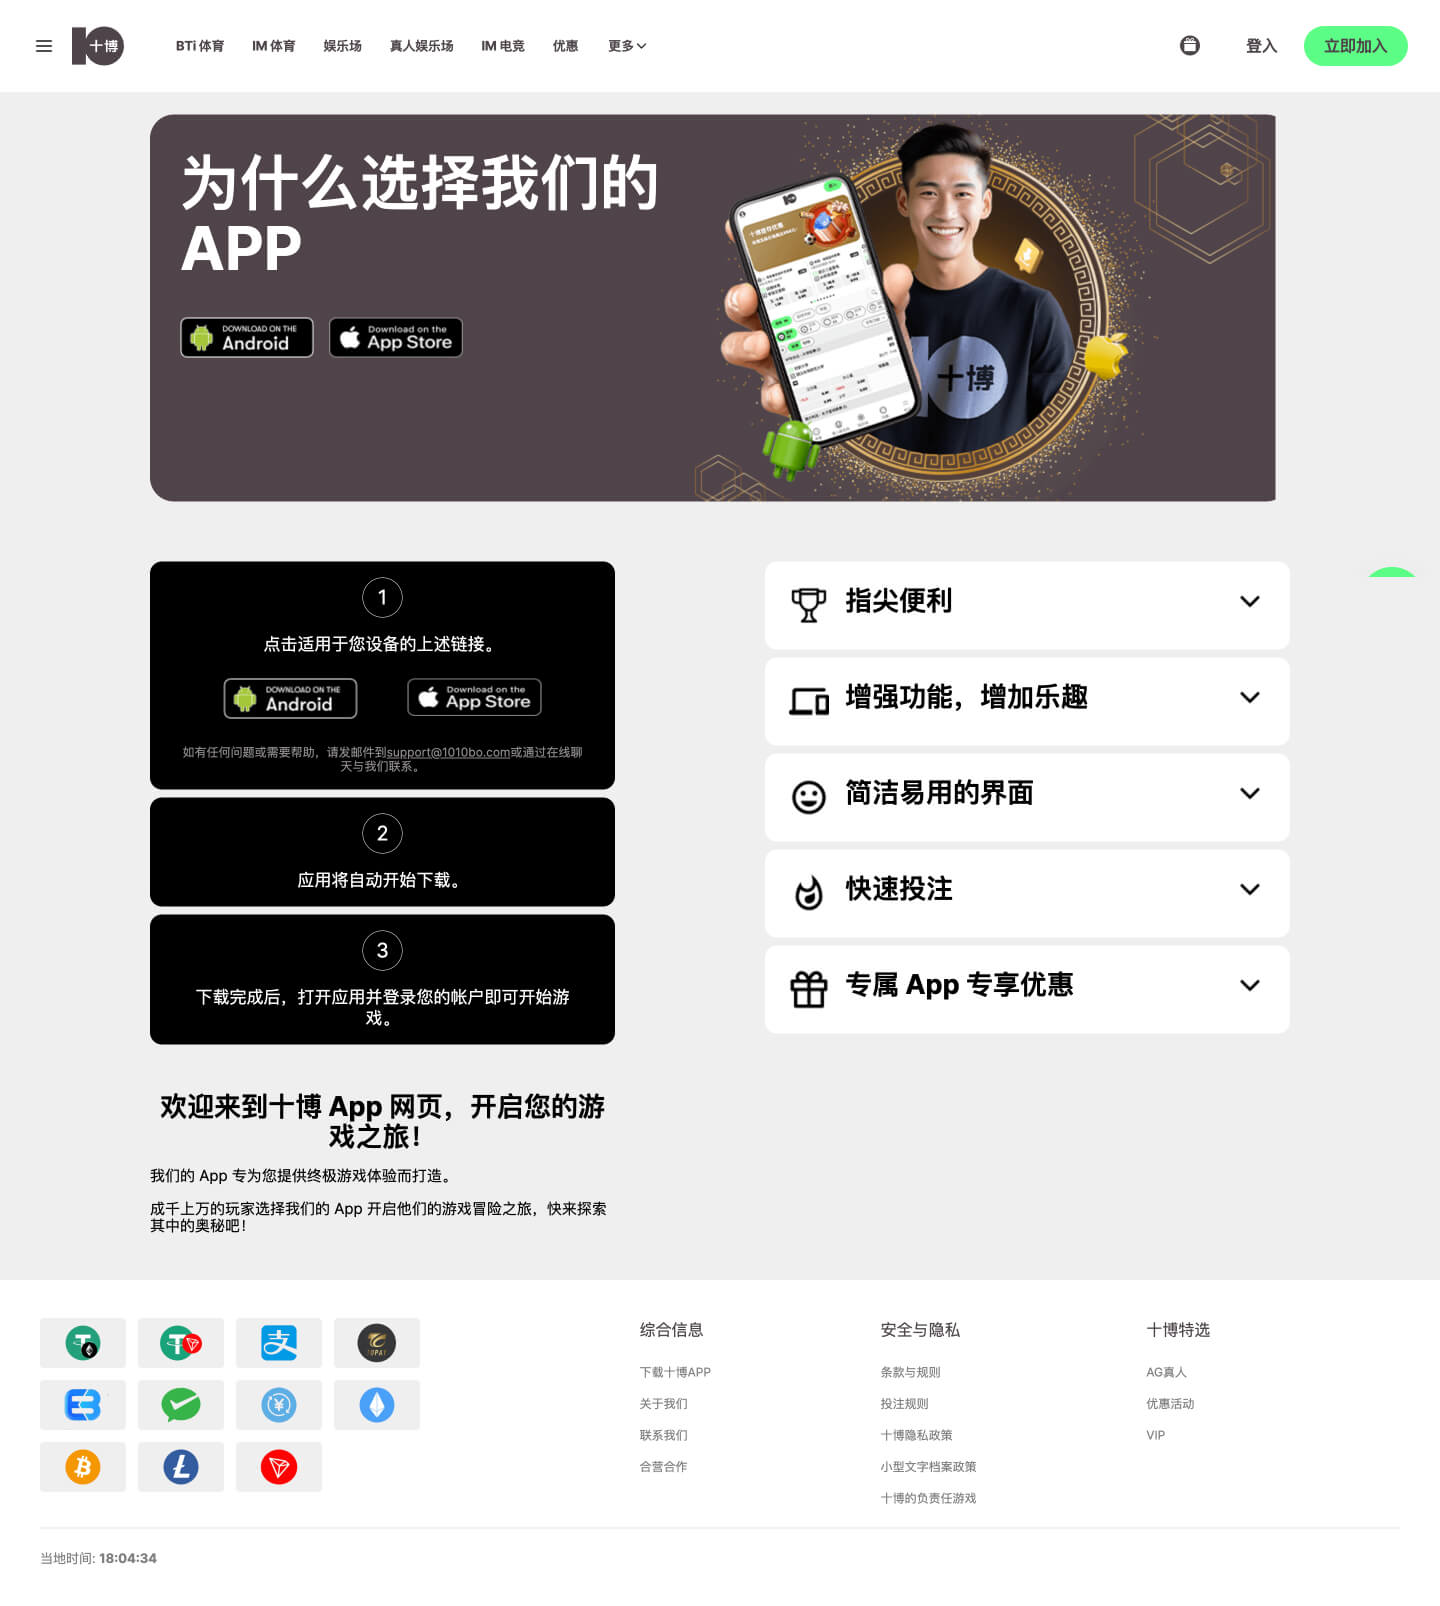 十博
BTi 体育
IM 体育
娱乐场
真人娱乐场
IM 电竞
优惠
更多
登入
立即加入
为什么选择我们的
APP
DOWNLOAD ON THE
Android
Download on the
App Store
十博
1
点击适用于您设备的上述链接。
DOWNLOAD ON THE
Android
Download on the
App Store
如有任何问题或需要帮助，请发邮件到support@1010bo.com或通过在线聊
天与我们联系。
2
应用将自动开始下载。
3
下载完成后，打开应用并登录您的帐户即可开始游
戏。
指尖便利
增强功能，增加乐趣
简洁易用的界面
快速投注
专属 App 专享优惠
欢迎来到十博 App 网页，开启您的游
戏之旅！
我们的 App 专为您提供终极游戏体验而打造。
成千上万的玩家选择我们的 App 开启他们的游戏冒险之旅，快来探索
其中的奥秘吧！
支
TOPAY
综合信息
下载十博APP
关于我们
联系我们
合营合作
安全与隐私
条款与规则
投注规则
十博隐私政策
小型文字档案政策
十博的负责任游戏
十博特选
AG真人
优惠活动
VIP
当地时间: 18:04:34